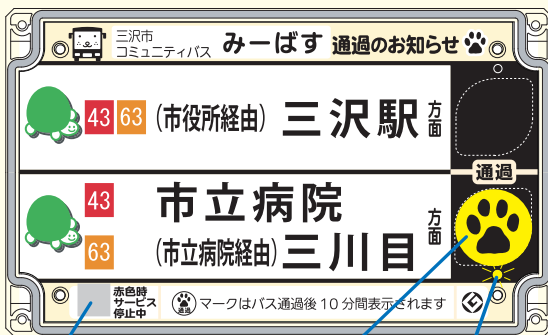 三沢市
コミュニティバス
みーばす 通過のお知らせ
43 63 (市役所経由) 三沢駅 方面
通過
43 市立病院
63 (市立病院経由) 三川目 方面
赤色時
サービス
停止中
通過 マークはバス通過後10分間表示されます